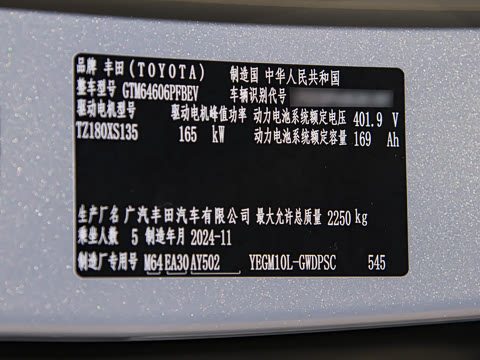 品牌 丰田(TOYOTA) 制造国 中华人民共和国
整车型号 GTM64606PFBEV 车辆识别代号
驱动电机型号 驱动电机峰值功率 动力电池系统额定电压 401.9 V
TZ180XS135 165 kW 动力电池系统额定容量 169 Ah
生产厂名 广汽丰田汽车有限公司 最大允许总质量 2250 kg
乘坐人数 5 制造年月 2024-11
制造厂专用号 M64 EA30 AY502 YEGM10L-GWDPSC 545